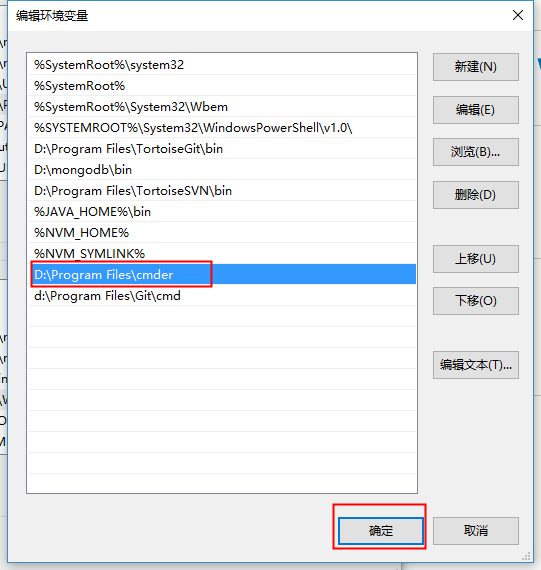 编辑环境变量
%SystemRoot%\system32
%SystemRoot%
%SystemRoot%\System32\Wbem
%SYSTEMROOT%\System32\WindowsPowerShell\v1.0\
D:\Program Files\TortoiseGit\bin
D:\mongodb\bin
D:\Program Files\TortoiseSVN\bin
%JAVA_HOME%\bin
%NVM_HOME%
%NVM_SYMLINK%
D:\Program Files\cmder
d:\Program Files\Git\cmd
新建(N)
编辑(E)
浏览(B)...
删除(D)
上移(U)
下移(O)
编辑文本(T)...
确定
取消